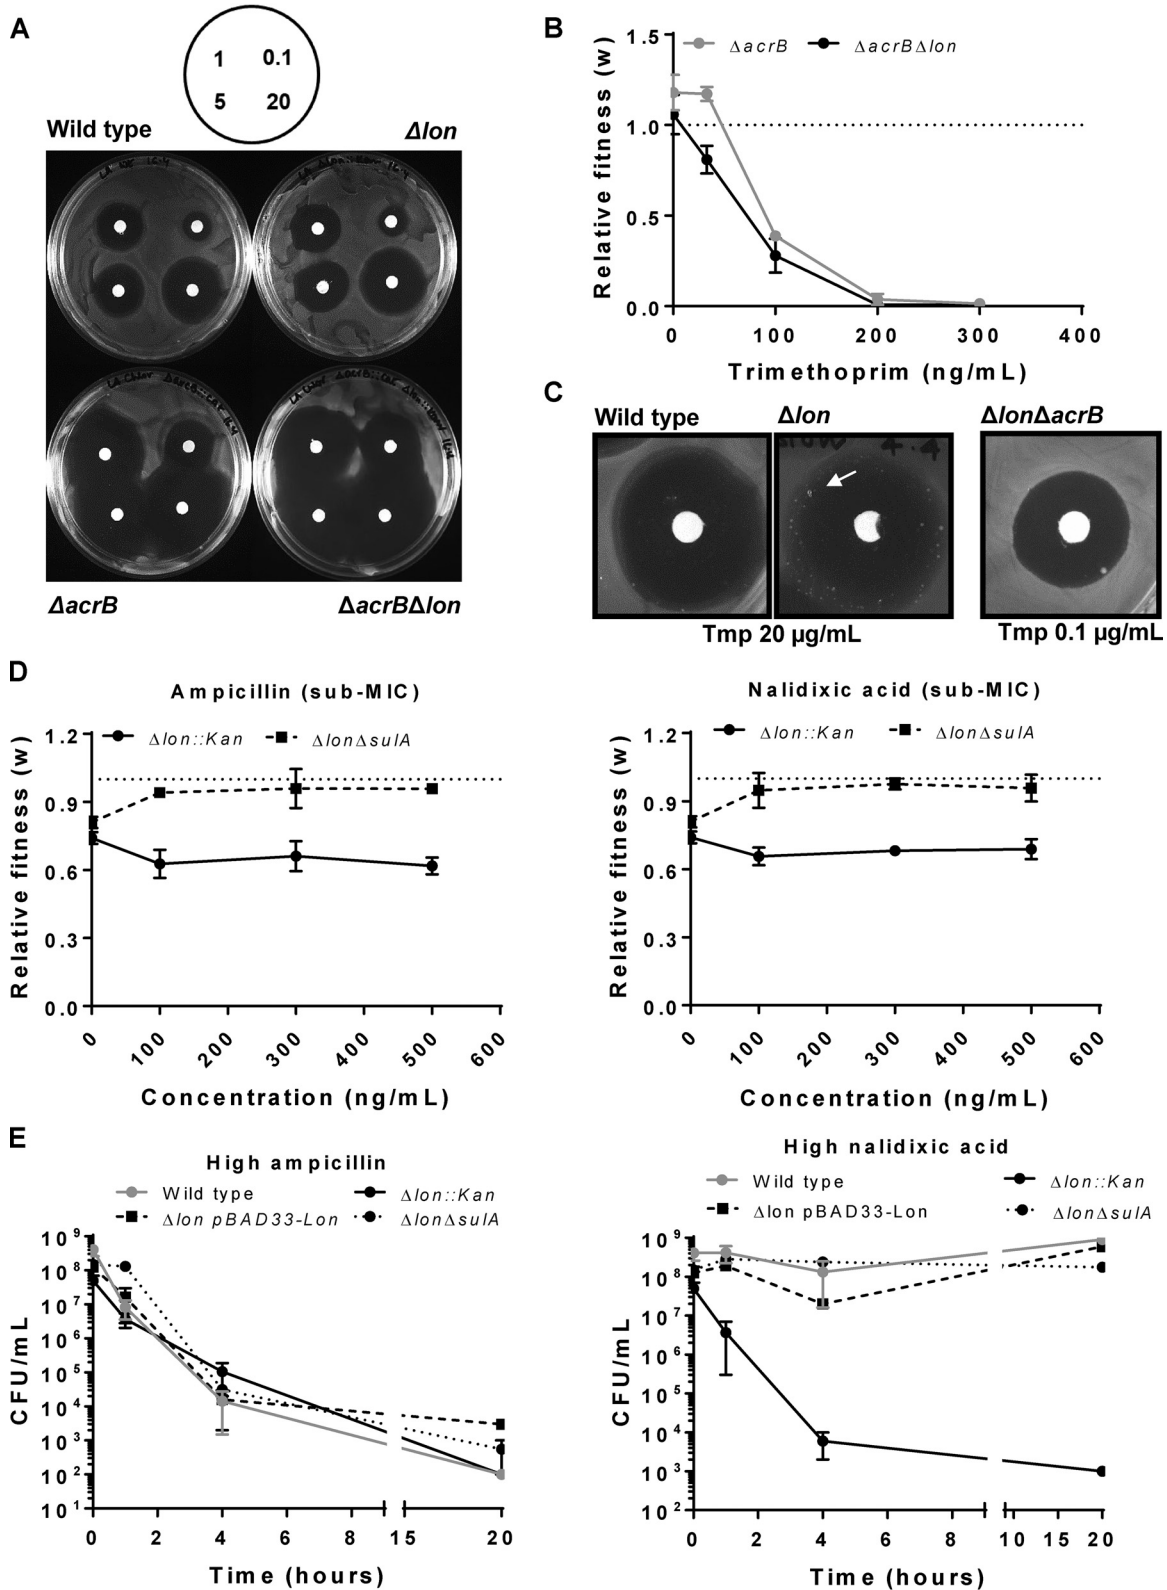 A
1 0.1
5 20
Wild type Δlon
ΔacrB ΔacrBΔlon
B
ΔacrB ΔacrBΔlon
Relative fitness (w)
1.5
1.0
0.5
0.0
0 100 200 300 400
Trimethoprim (ng/mL)
C
Wild type Δlon ΔlonΔacrB
Tmp 20 µg/mL Tmp 0.1 µg/mL
D
Ampicillin (sub-MIC)
Δlon::Kan ΔlonΔsulA
Relative fitness (w)
1.2
0.9
0.6
0.3
0.0
0 100 200 300 400 500 600
Concentration (ng/mL)
Nalidixic acid (sub-MIC)
Δlon::Kan ΔlonΔsulA
Relative fitness (w)
1.2
0.9
0.6
0.3
0.0
0 100 200 300 400 500 600
Concentration (ng/mL)
E
High ampicillin
Wild type Δlon::Kan
Δlon pBAD33-Lon ΔlonΔsulA
CFU/mL
10⁹
10⁸
10⁷
10⁶
10⁵
10⁴
10³
10²
10¹
0 2 4 6 8 15 20
Time (hours)
High nalidixic acid
Wild type Δlon::Kan
Δlon pBAD33-Lon ΔlonΔsulA
CFU/mL
10⁹
10⁸
10⁷
10⁶
10⁵
10⁴
10³
10²
0 2 4 6 8 10 15 20
Time (hours)